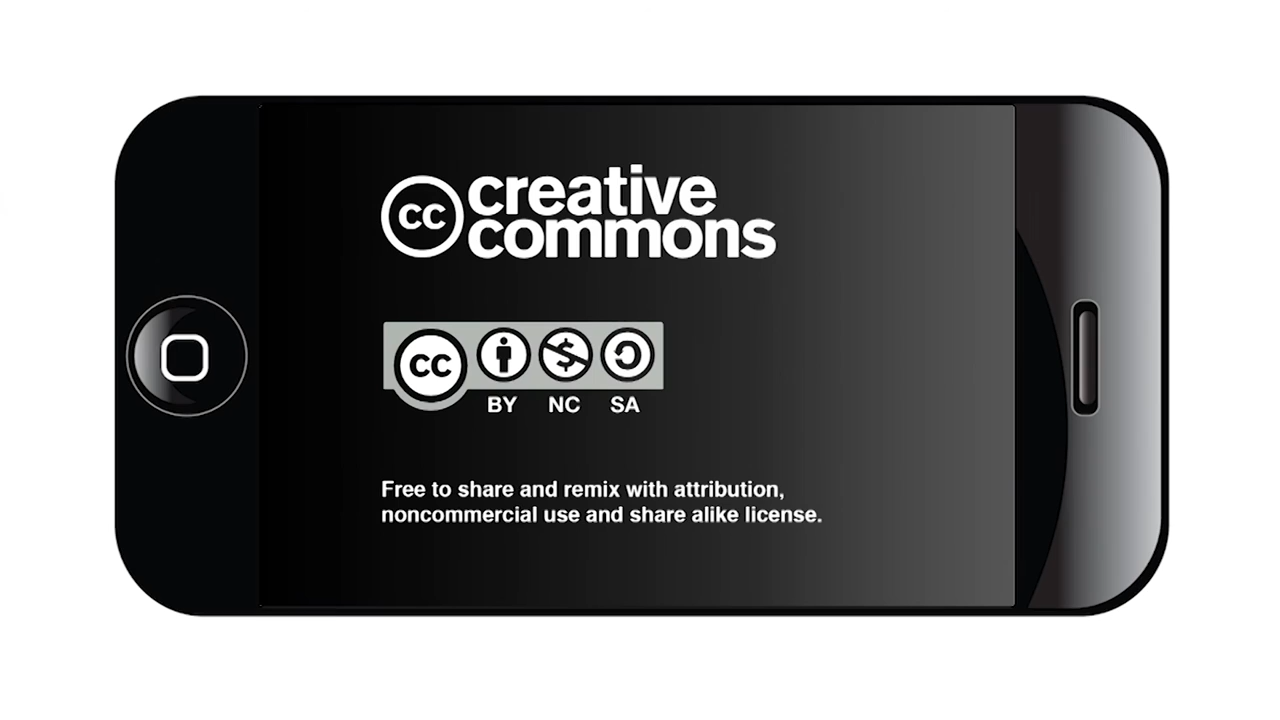 cc creative
commons
cc
BY NC SA
Free to share and remix with attribution,
noncommercial use and share alike license.